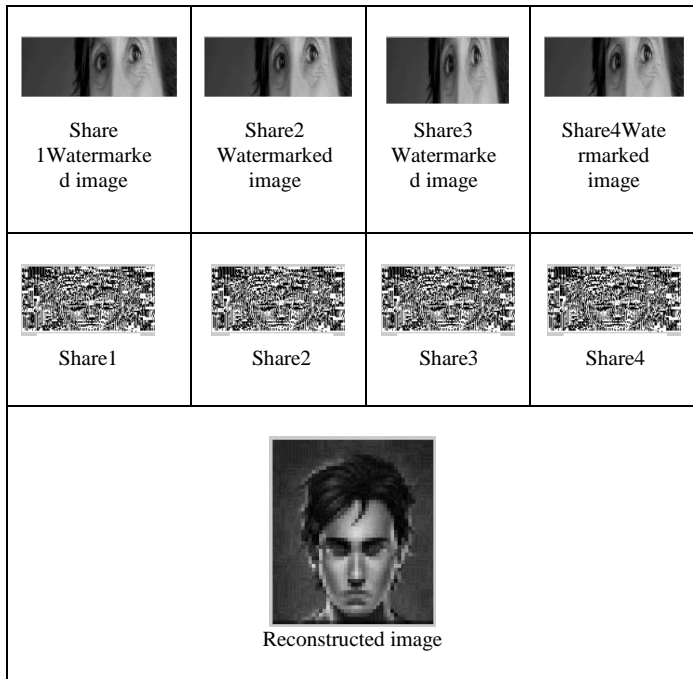 Share
1Watermarke
d image
Share2
Watermarked
image
Share3
Watermarke
d image
Share4Wate
rmarked
image
Share1
Share2
Share3
Share4
Reconstructed image